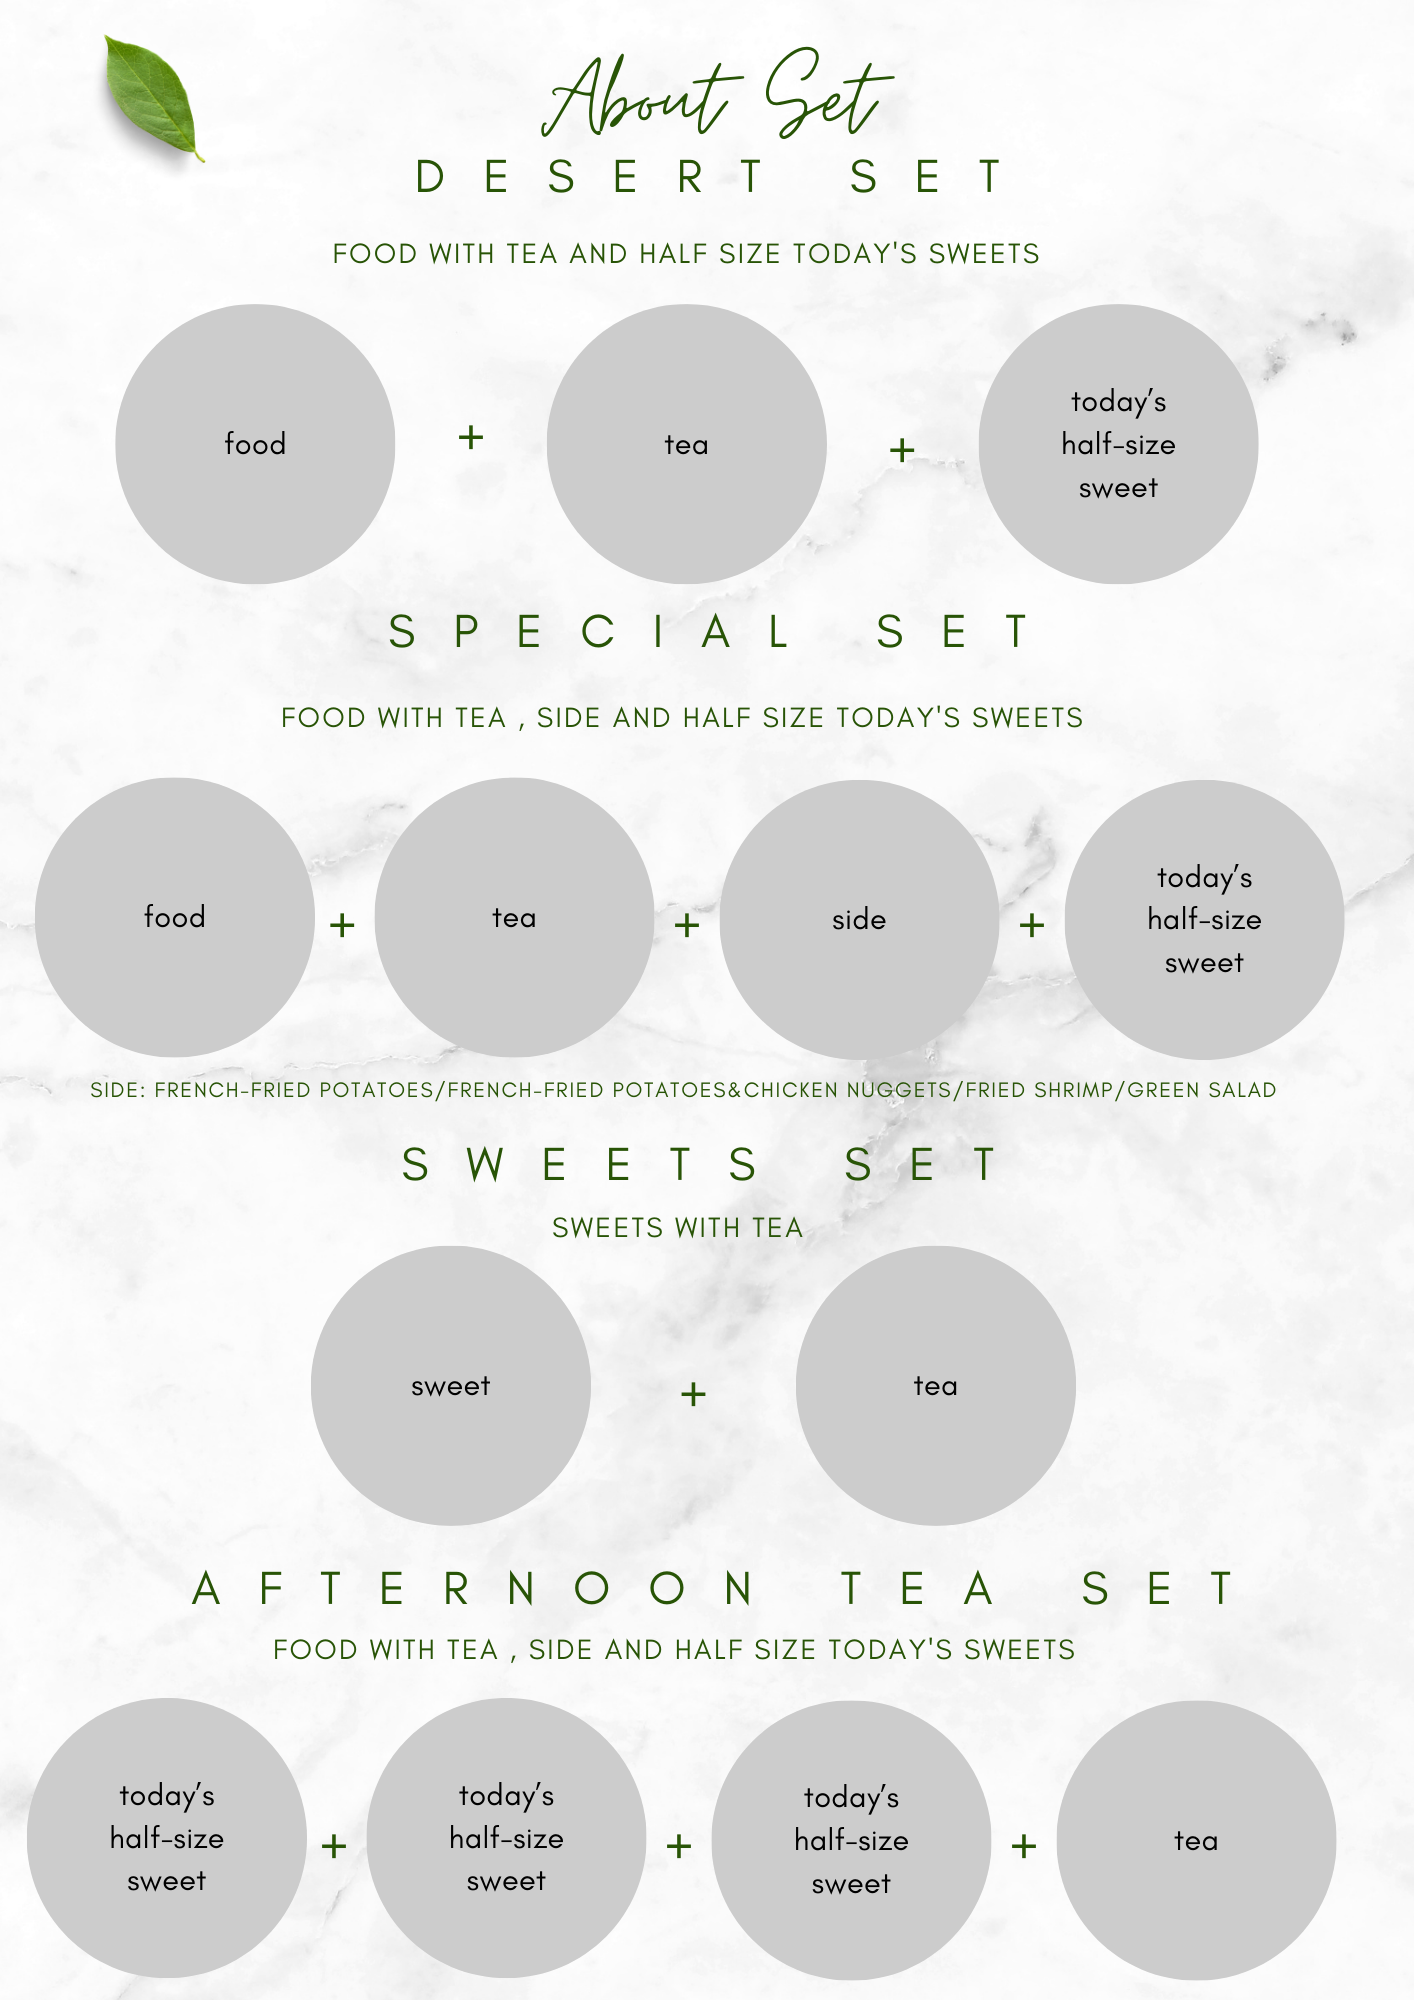 About Set
DESERT SET
FOOD WITH TEA AND HALF SIZE TODAY'S SWEETS
food + tea + today's
half-size
sweet
SPECIAL SET
FOOD WITH TEA , SIDE AND HALF SIZE TODAY'S SWEETS
food + tea + side + today's
half-size
sweet
SIDE: FRENCH-FRIED POTATOES/FRENCH-FRIED POTATOES&CHICKEN NUGGETS/FRIED SHRIMP/GREEN SALAD
SWEETS SET
SWEETS WITH TEA
sweet + tea
AFTERNOON TEA SET
FOOD WITH TEA , SIDE AND HALF SIZE TODAY'S SWEETS
today's
half-size
sweet
+
today's
half-size
sweet
+
today's
half-size
sweet
+
tea